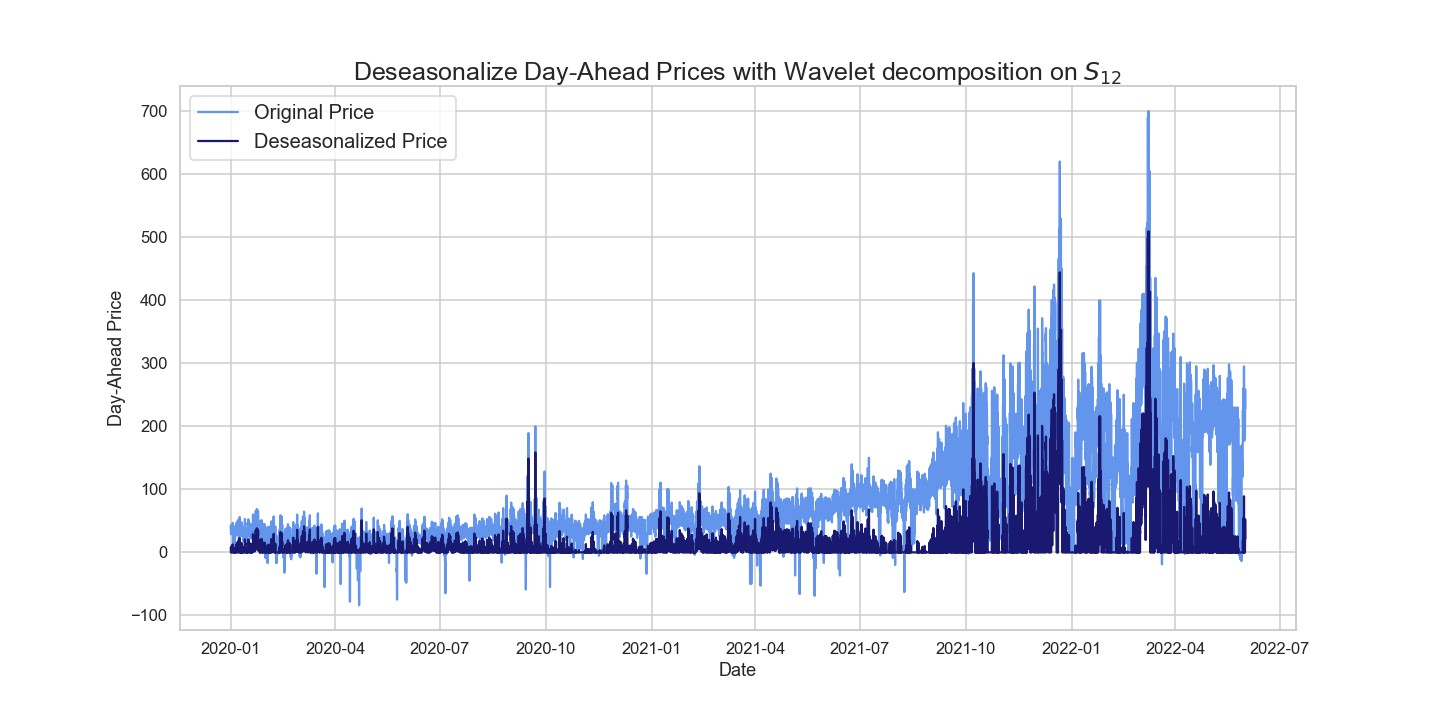 Deseasonalize Day-Ahead Prices with Wavelet decomposition on S₁₂
Original Price
Deseasonalized Price
Day-Ahead Price
700
600
500
400
300
200
100
0
−100
2020-01 2020-04 2020-07 2020-10 2021-01 2021-04 2021-07 2021-10 2022-01 2022-04 2022-07
Date